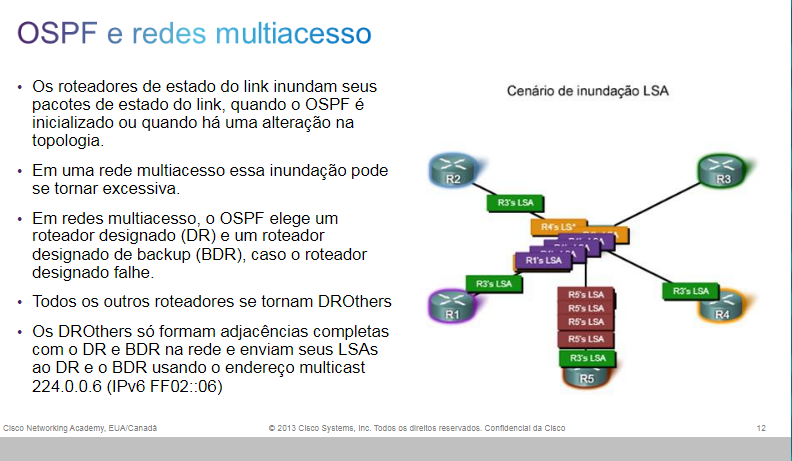 OSPF e redes multiacesso
• Os roteadores de estado do link inundam seus
pacotes de estado do link, quando o OSPF é
inicializado ou quando há uma alteração na
topologia.
• Em uma rede multiacesso essa inundação pode
se tornar excessiva.
• Em redes multiacesso, o OSPF elege um
roteador designado (DR) e um roteador
designado de backup (BDR), caso o roteador
designado falhe.
• Todos os outros roteadores se tornam DROthers
• Os DROthers só formam adjacências completas
com o DR e BDR na rede e enviam seus LSAs
ao DR e o BDR usando o endereço multicast
224.0.0.6 (IPv6 FF02::06)
Cenário de inundação LSA
R2
R3
R3's LSA
R4's LS
R1's LSA
R3's LSA
R1
R5's LSA
R5's LSA
R5's LSA
R5's LSA
R3's LSA
R5
R3's LSA
R4
Cisco Networking Academy, EUA/Canadá
© 2013 Cisco Systems, Inc. Todos os direitos reservados. Confidencial da Cisco
12